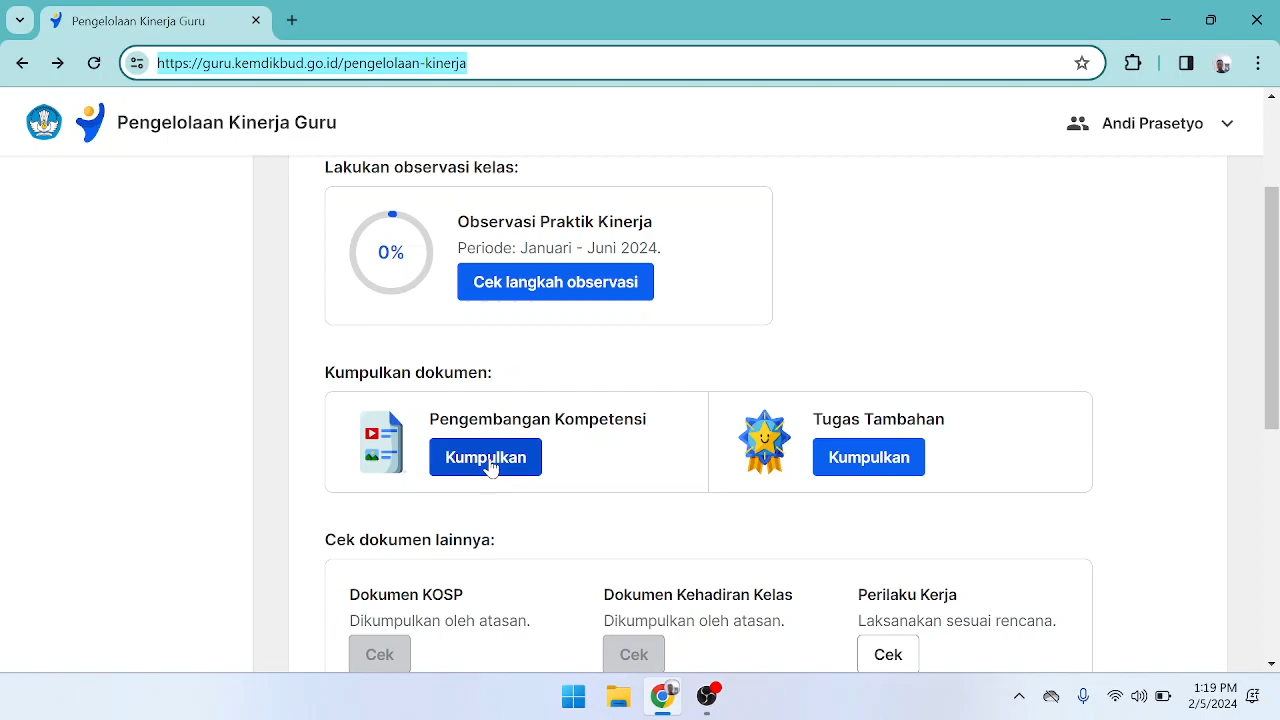 Pengelolaan Kinerja Guru
https://guru.kemdikbud.go.id/pengelolaan-kinerja
Pengelolaan Kinerja Guru
Andi Prasetyo
Lakukan observasi kelas:
0%
Observasi Praktik Kinerja
Periode: Januari - Juni 2024.
Cek langkah observasi
Kumpulkan dokumen:
Pengembangan Kompetensi
Kumpulkan
Tugas Tambahan
Kumpulkan
Cek dokumen lainnya:
Dokumen KOSP
Dikumpulkan oleh atasan.
Cek
Dokumen Kehadiran Kelas
Dikumpulkan oleh atasan.
Cek
Perilaku Kerja
Laksanakan sesuai rencana.
Cek
1:19 PM
2/5/2024